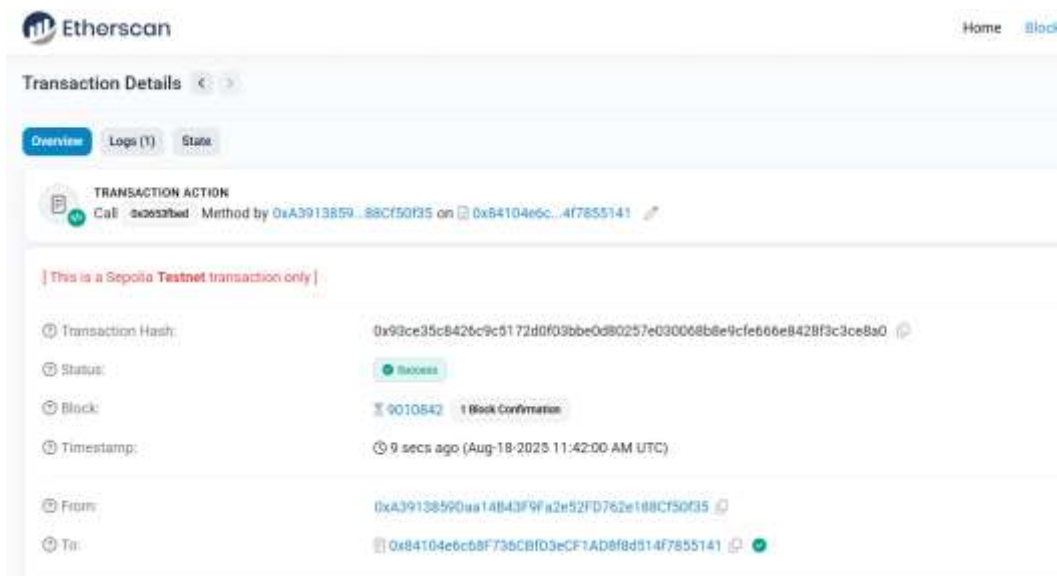 Etherscan
Home Block
Transaction Details < >
Overview Logs (1) State
TRANSACTION ACTION
Call Method by 0xA3913859...88Cf50f35 on 0x84104e6c...4f7855141
[ This is a Sepolia Testnet transaction only ]
Transaction Hash: 0x93ce35c8426c9c5172d0f03bbe0d80257e030068b8e9cfe666e8428f3c3ce8a0
Status: Success
Block: 9010842 1 Block Confirmation
Timestamp: 9 secs ago (Aug-18-2025 11:42:00 AM UTC)
From:
To: 0x84104e6c68F736CBfD3eCF1AD8f8d514f7855141